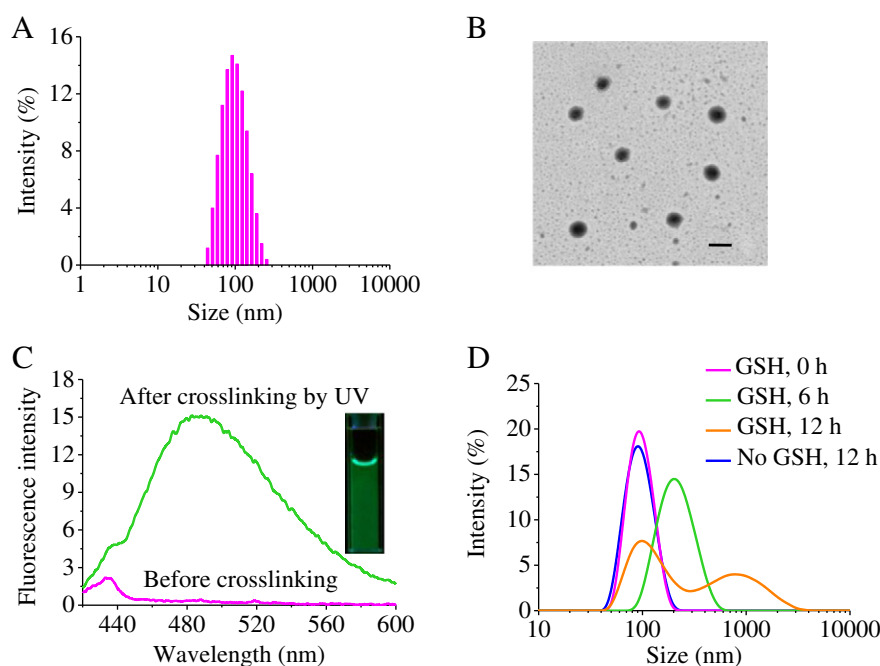 A
Intensity (%)
16
12
8
4
0
1 10 100 1000 10000
Size (nm)
B
C
Fluorescence intensity
18
15
12
9
6
3
0
After crosslinking by UV
Before crosslinking
440 480 520 560 600
Wavelength (nm)
D
GSH, 0 h
GSH, 6 h
GSH, 12 h
No GSH, 12 h
Intensity (%)
25
20
15
10
5
0
10 100 1000 10000
Size (nm)